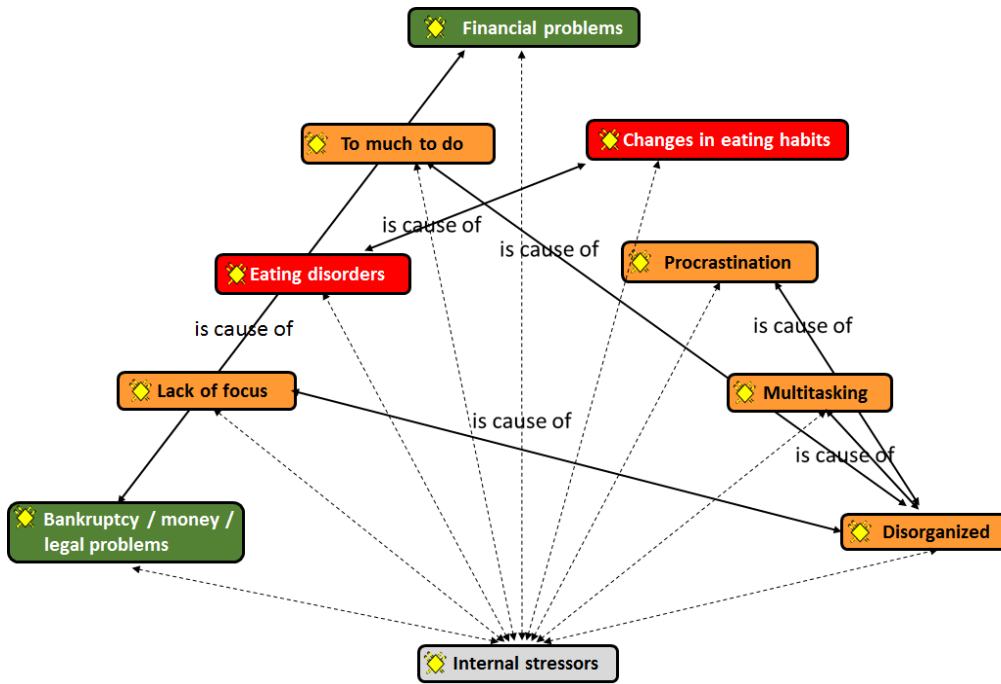 Financial problems
To much to do
Changes in eating habits
is cause of
is cause of
Procrastination
Eating disorders
is cause of
is cause of
Lack of focus
Multitasking
is cause of
is cause of
Bankruptcy / money /
legal problems
Disorganized
Internal stressors